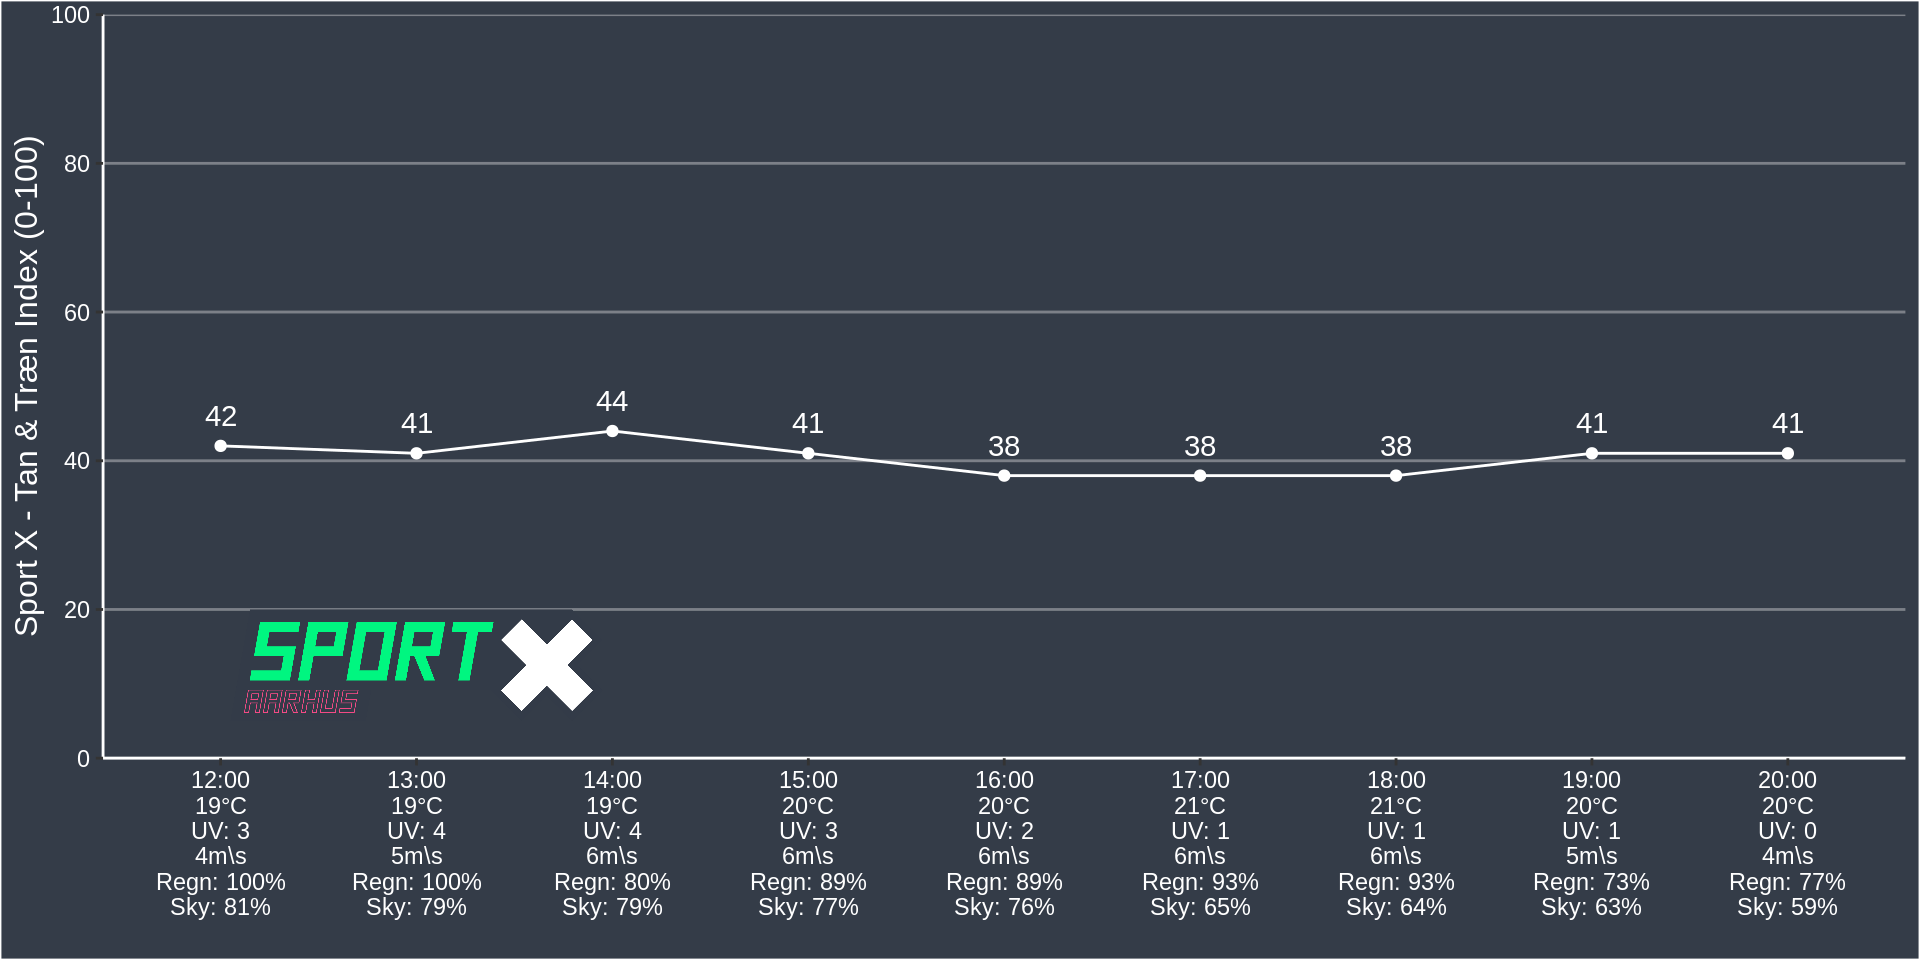 Sport X - Tan & Træn Index (0-100)
100
80
60
40
20
0
42
41
44
41
38
38
38
41
41
SPORT X
AARHUS
12:00 13:00 14:00 15:00 16:00 17:00 18:00 19:00 20:00
19°C 19°C 19°C 20°C 20°C 21°C 21°C 20°C 20°C
UV: 3 UV: 4 UV: 4 UV: 3 UV: 2 UV: 1 UV: 1 UV: 1 UV: 0
4m\s 5m\s 6m\s 6m\s 6m\s 6m\s 6m\s 5m\s 4m\s
Regn: 100% Regn: 100% Regn: 80% Regn: 89% Regn: 89% Regn: 93% Regn: 93% Regn: 73% Regn: 77%
Sky: 81% Sky: 79% Sky: 79% Sky: 77% Sky: 76% Sky: 65% Sky: 64% Sky: 63% Sky: 59%